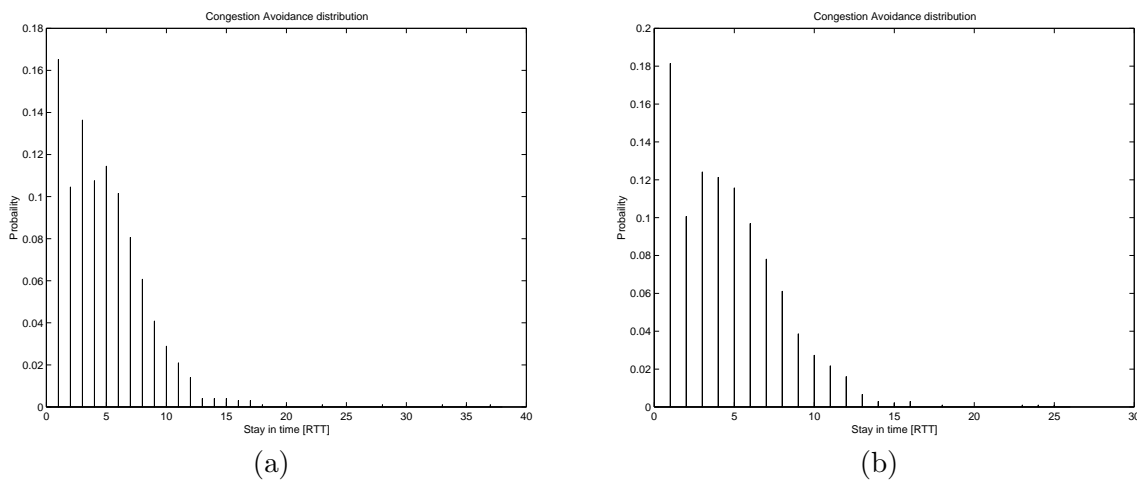 Congestion Avoidance distribution
0.18
0.16
0.14
0.12
0.1
0.08
0.06
0.04
0.02
0
Probaility
0 5 10 15 20 25 30 35 40
Stay in time [RTT]
(a)
Congestion Avoidance distribution
0.2
0.18
0.16
0.14
0.12
0.1
0.08
0.06
0.04
0.02
0
Probaility
0 5 10 15 20 25 30
Stay in time [RTT]
(b)